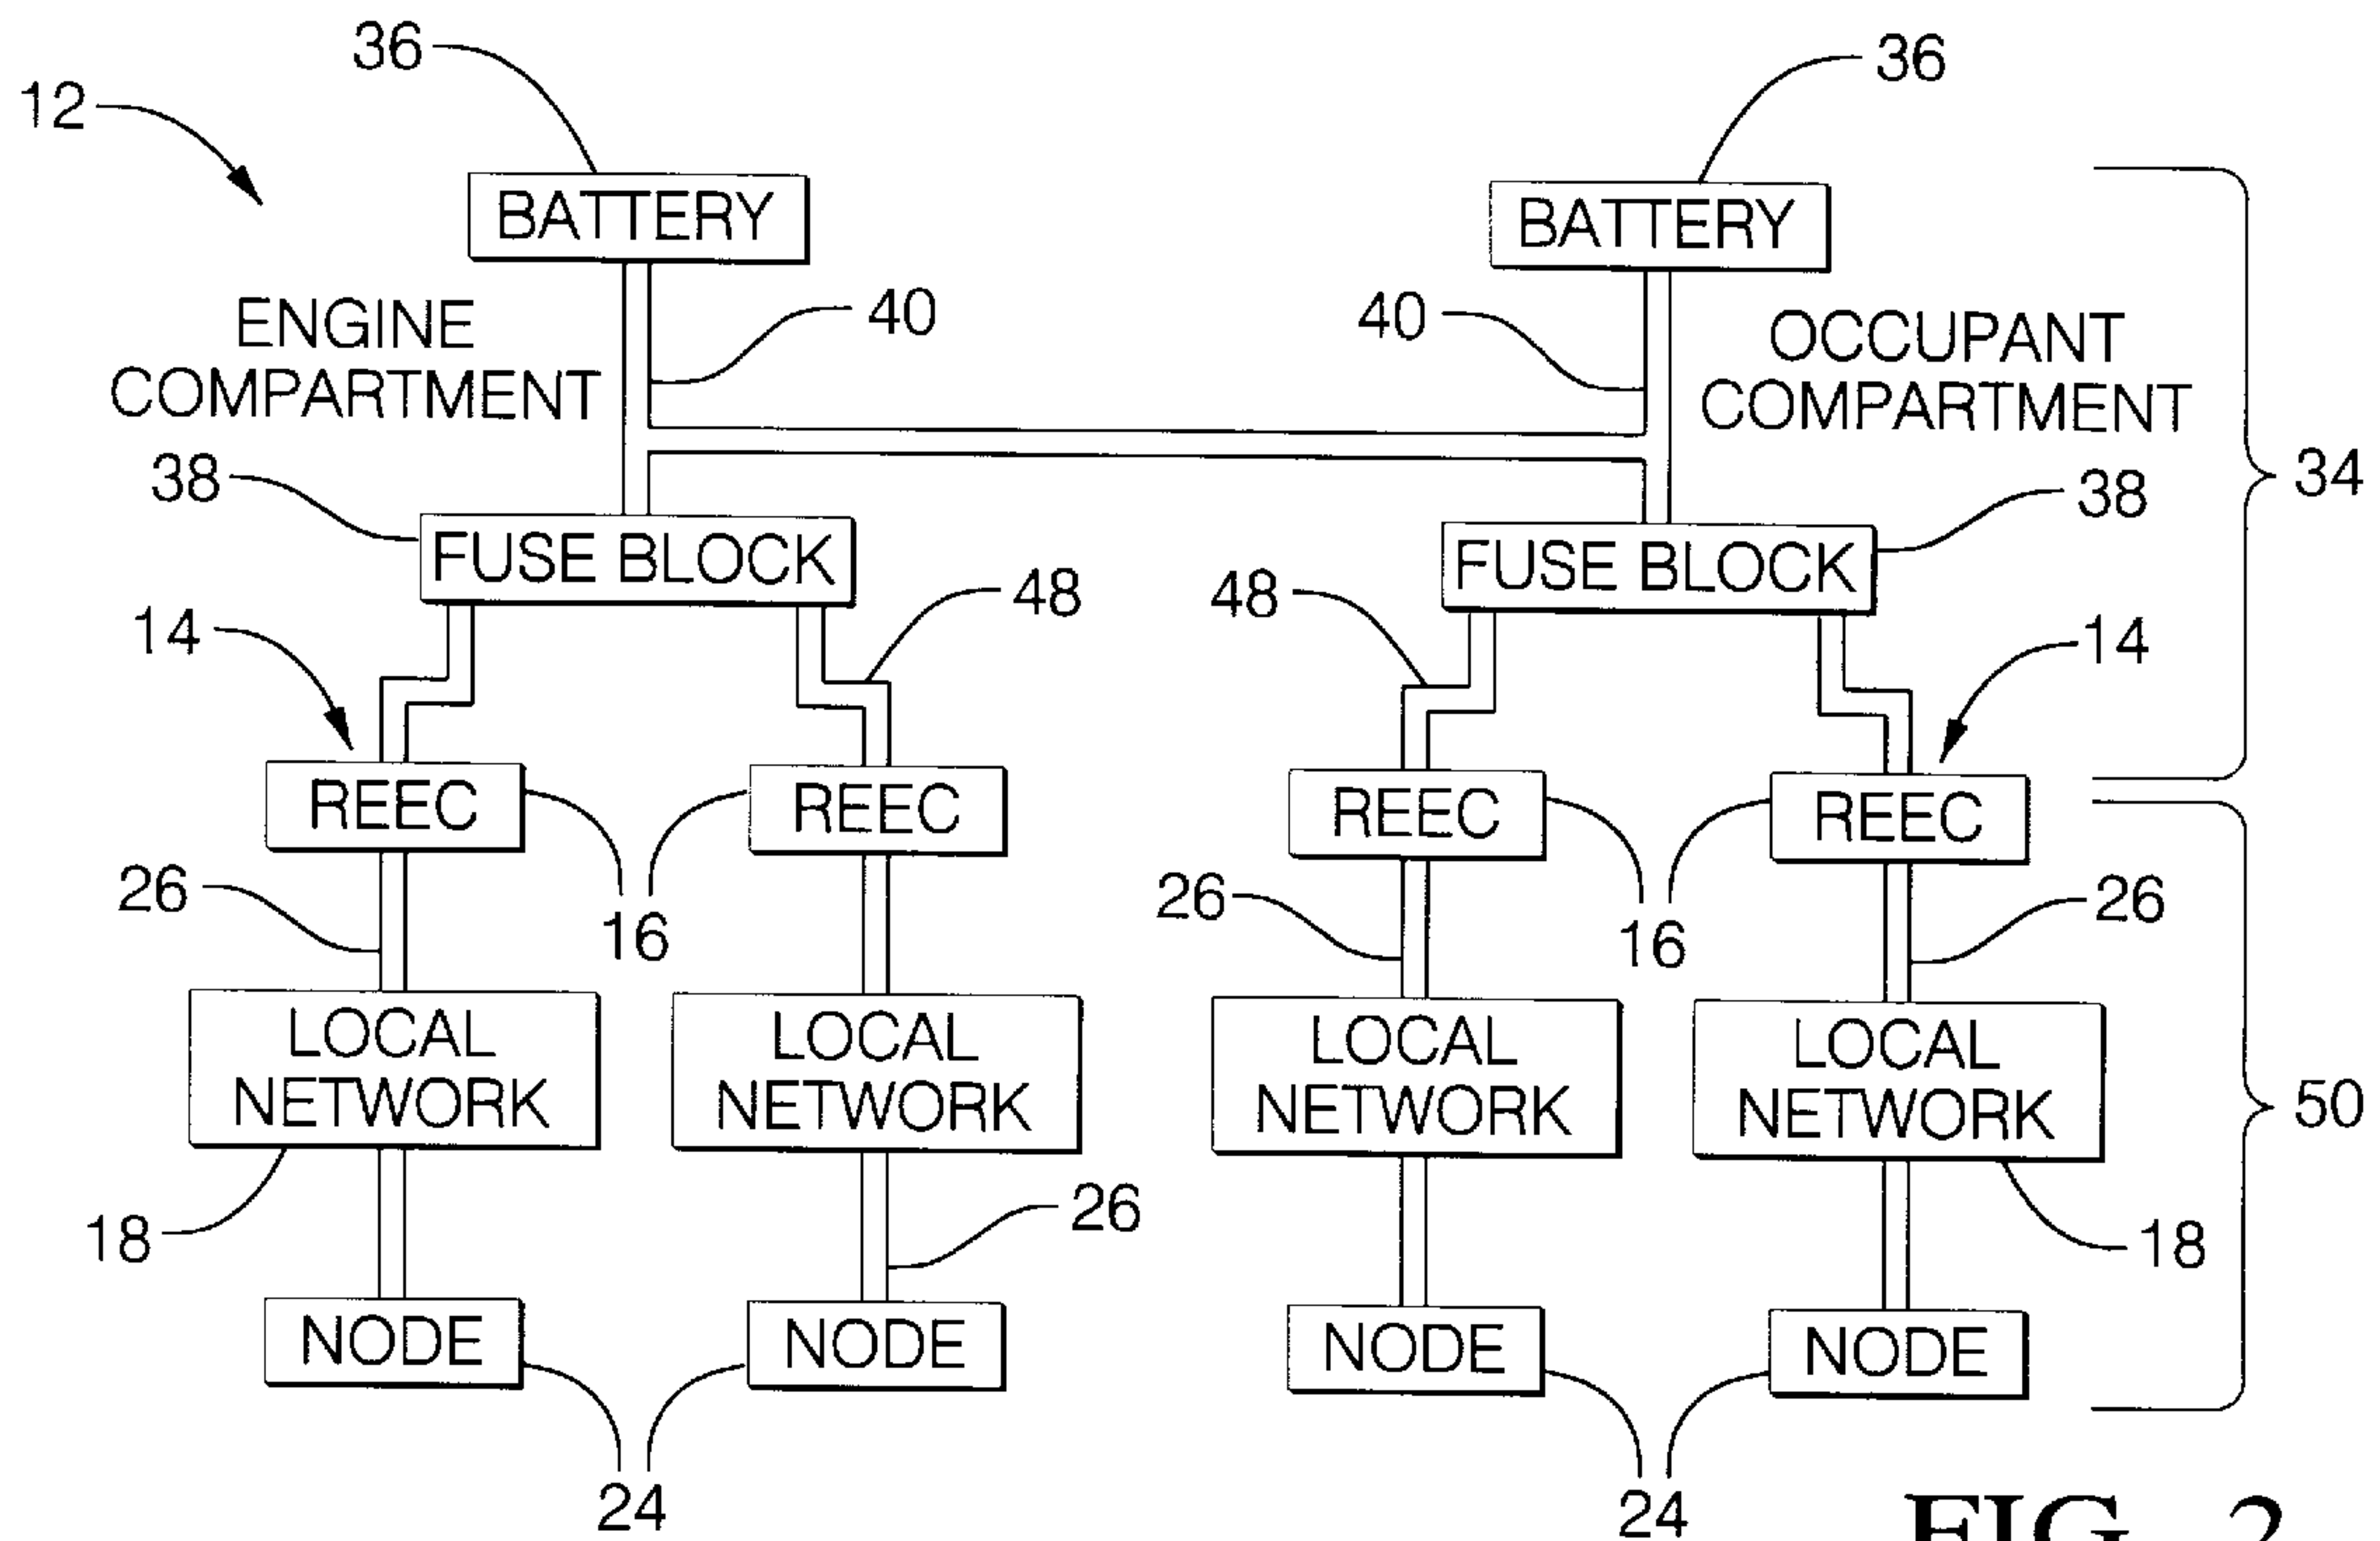 36
36
12
BATTERY
BATTERY
40
40
ENGINE
COMPARTMENT
OCCUPANT
COMPARTMENT
38
34
38
FUSE BLOCK
FUSE BLOCK
48
48
14
14
REEC
REEC
REEC
REEC
26
16
26
16
26
LOCAL
NETWORK
LOCAL
NETWORK
LOCAL
NETWORK
LOCAL
NETWORK
50
18
26
18
NODE
NODE
NODE
NODE
24
24
FIG. 2